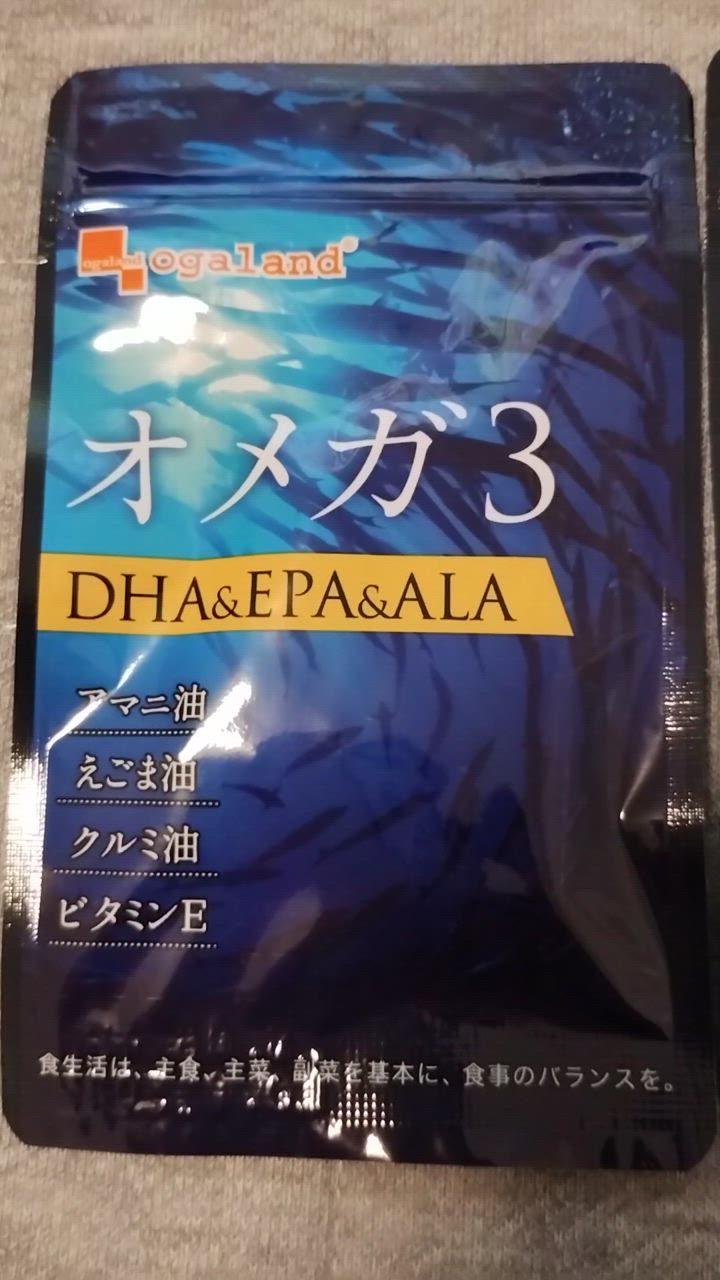 ogaland ogaland
オメガ3
DHA&EPA&ALA
アマニ油
えごま油
クルミ油
ビタミンE
食生活は、主食、主菜、副菜を基本に、食事のバランスを。